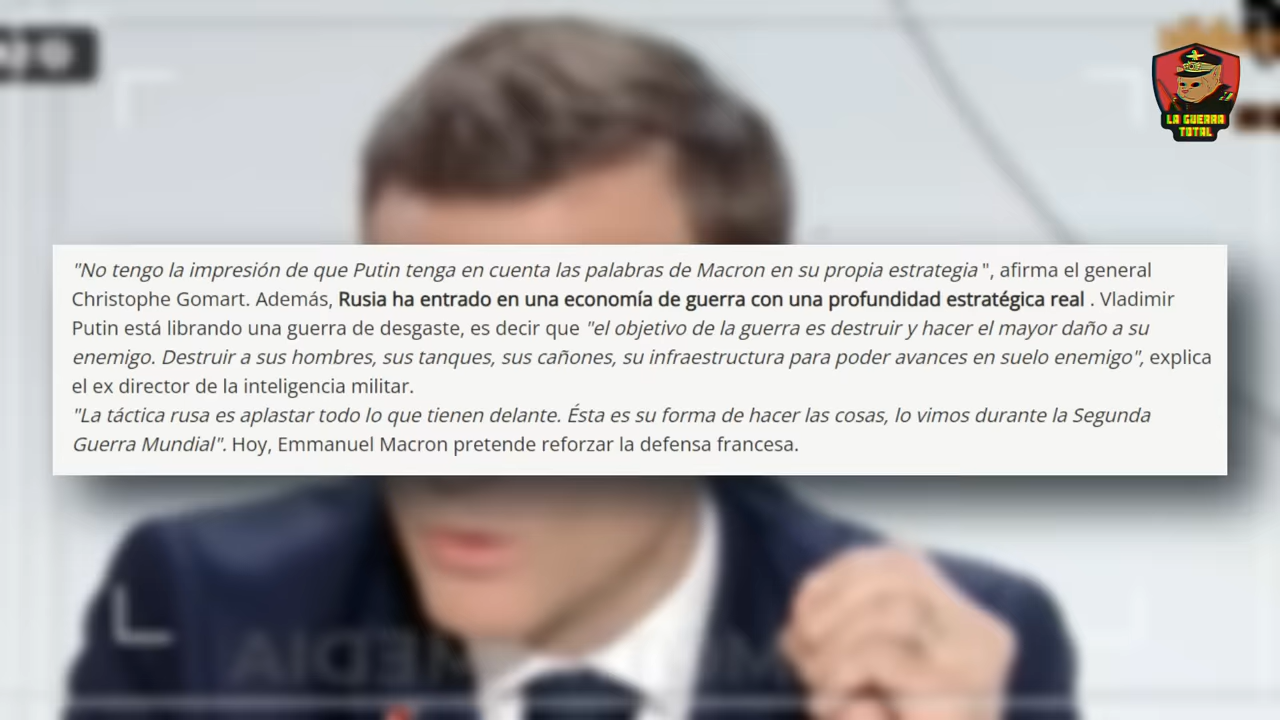 LA GUERRA
TOTAL
"No tengo la impresión de que Putin tenga en cuenta las palabras de Macron en su propia estrategia ", afirma el general
Christophe Gomart. Además, Rusia ha entrado en una economía de guerra con una profundidad estratégica real . Vladimir
Putin está librando una guerra de desgaste, es decir que "el objetivo de la guerra es destruir y hacer el mayor daño a su
enemigo. Destruir a sus hombres, sus tanques, sus cañones, su infraestructura para poder avances en suelo enemigo", explica
el ex director de la inteligencia militar.
"La táctica rusa es aplastar todo lo que tienen delante. Ésta es su forma de hacer las cosas, lo vimos durante la Segunda
Guerra Mundial". Hoy, Emmanuel Macron pretende reforzar la defensa francesa.